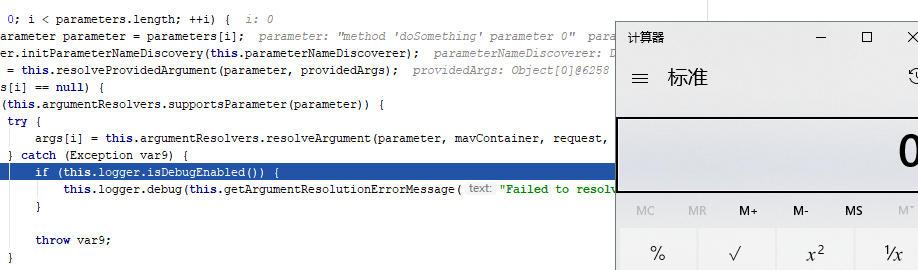 0; i < parameters.length; ++i) { i: 0
arameter parameter = parameters[i]; parameter: "method 'doSomething' parameter 0" para
er.initParameterNameDiscovery(this.parameterNameDiscoverer); parameterNameDiscoverer: D
= this.resolveProvidedArgument(parameter, providedArgs); providedArgs: Object[0]@6258
s[i] == null) {
(this.argumentResolvers.supportsParameter(parameter)) {
try {
args[i] = this.argumentResolvers.resolveArgument(parameter, mavContainer, request,
} catch (Exception var9) {
if (this.logger.isDebugEnabled()) {
this.logger.debug(this.getArgumentResolutionErrorMessage( text: "Failed to resolv
}
throw var9;
}
计算器
标准
0
MC MR M+ M- MS M˅
% √ x² ¹/x